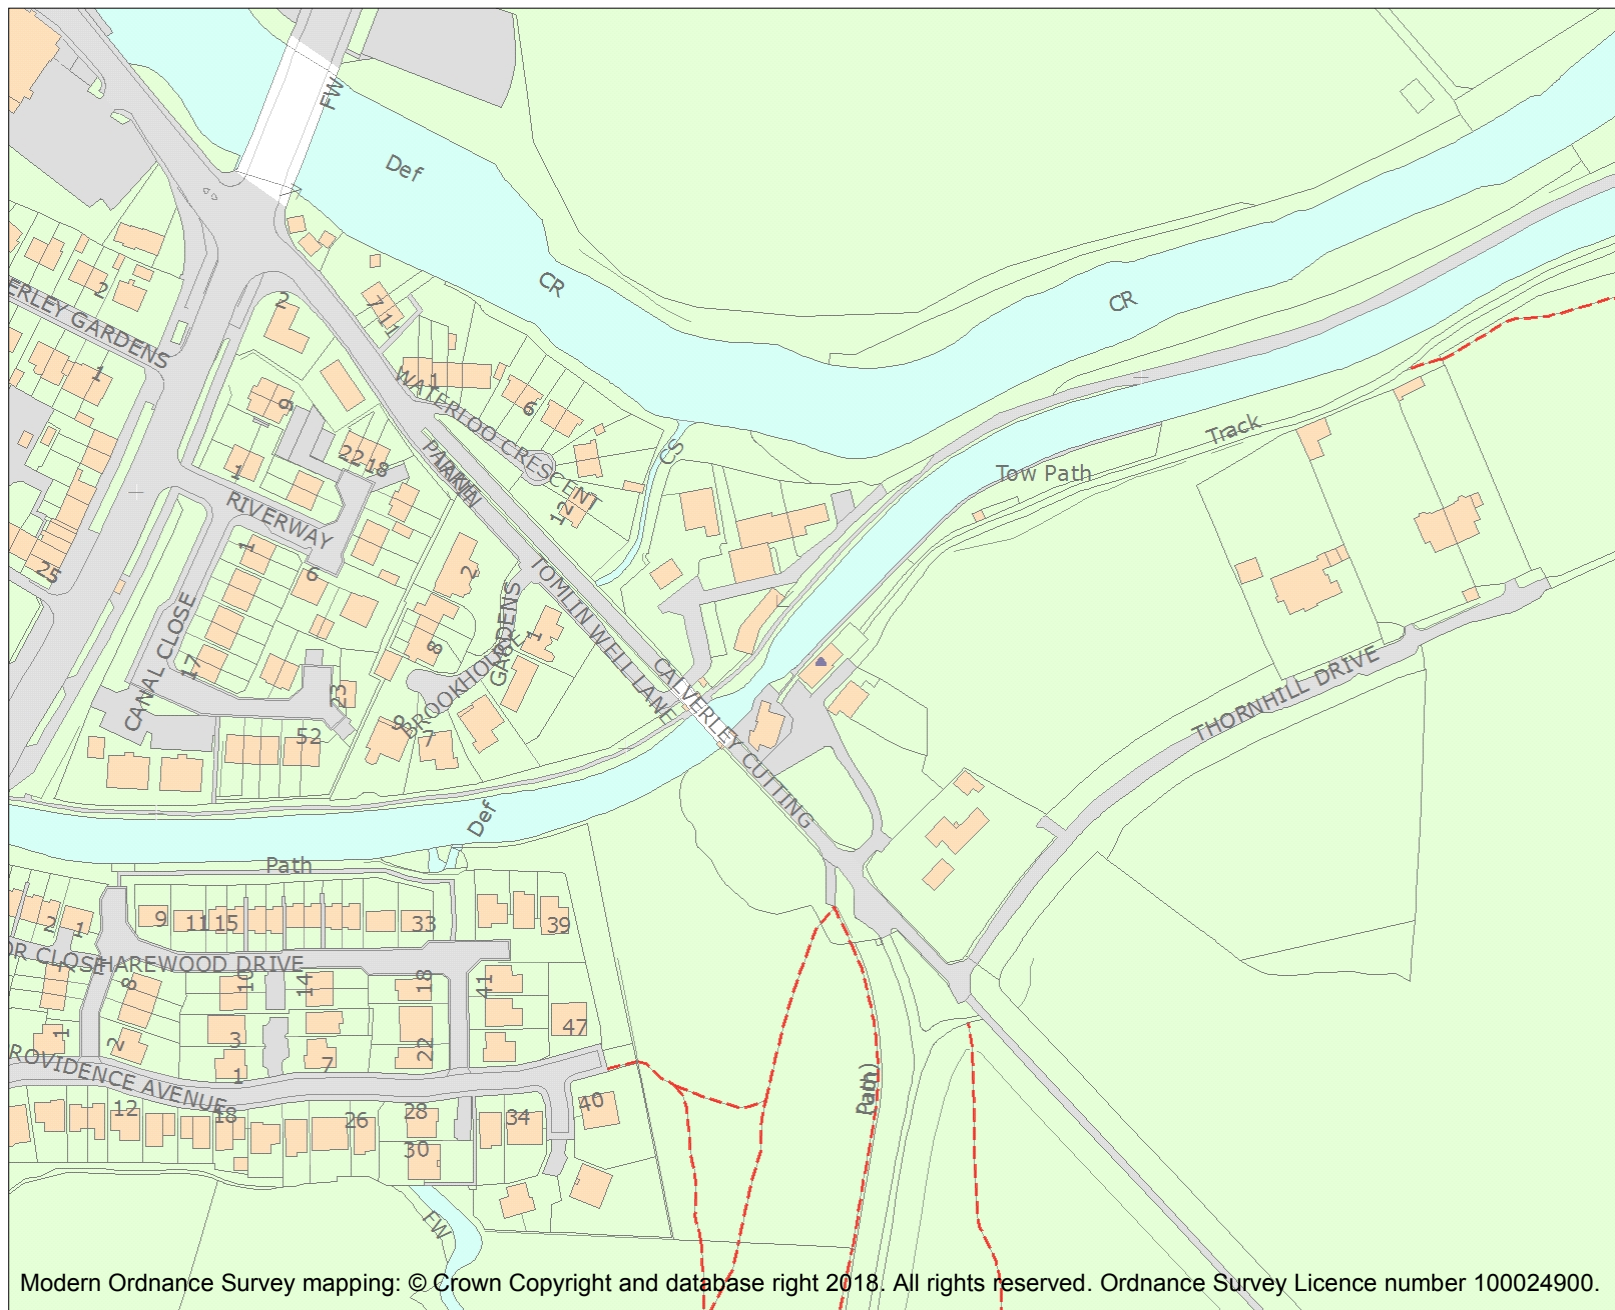 FW
Def
CR
CR
2
ERLEY GARDENS
1
2
7
11
WATERLOO CRESCENT
1
6
12
CS
9
22
18
1
RIVERWAY
1
6
25
CANAL CLOSE
17
23
52
2
8
BROOKHOUSE
GARDENS
1
9
7
TOMLIN WELL LANE
CALVERLEY CUTTING
Tow Path
Track
THORNHILL DRIVE
Def
Path
2
1
9
11
15
33
39
OR CLOSE
HAREWOOD DRIVE
8
10
14
18
41
1
2
3
1
7
22
47
ROVIDENCE AVENUE
12
18
26
28
30
34
40
FW
Modern Ordnance Survey mapping: © Crown Copyright and database right 2018. All rights reserved. Ordnance Survey Licence number 100024900.